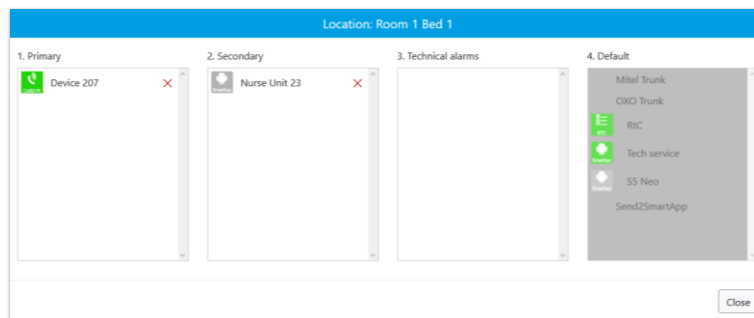 Location: Room 1 Bed 1
1. Primary
2. Secondary
3. Technical alarms
4. Default
Device 207
Nurse Unit 23
Mitel Trunk
OXO Trunk
RtC
Tech service
S5 Neo
Send2SmartApp
Close